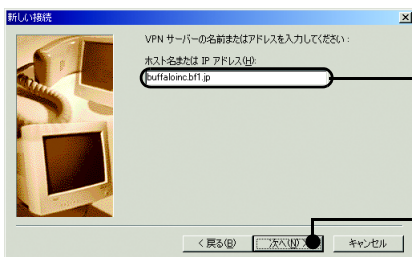 新しい接続
VPN サーバーの名前またはアドレスを入力してください :
ホスト名または IP アドレス(H):
buffaloinc.bf1.jp
< 戻る(B) 次へ(N) > キャンセル